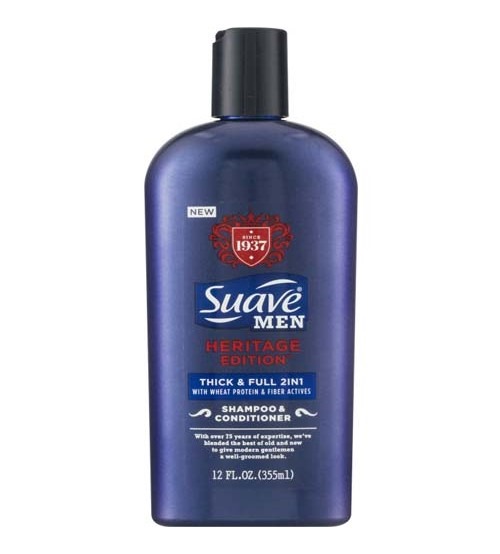 NEW
SINCE
1937
Suave®
MEN
HERITAGE
EDITION
THICK & FULL 2IN1
WITH WHEAT PROTEIN & FIBER ACTIVES
SHAMPOO &
CONDITIONER
With over 75 years of expertise, we've
blended the best of old and new
to give modern gentlemen
a well-groomed look.
12 FL.OZ.(355ml)